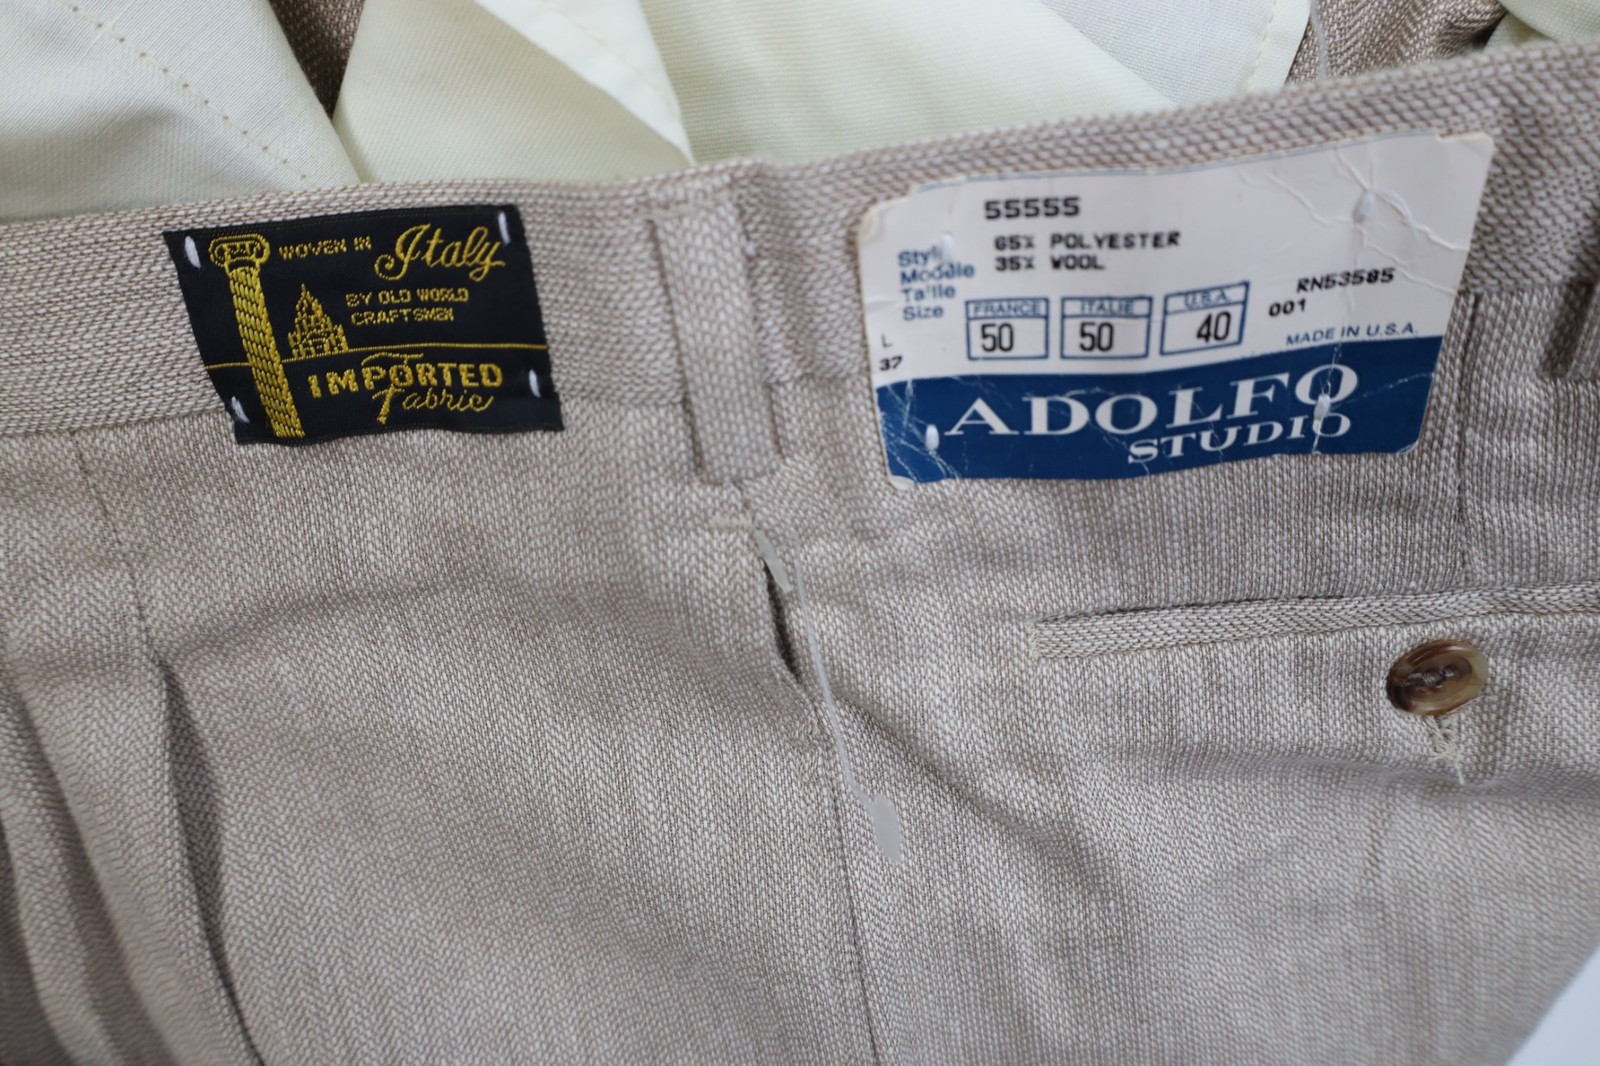 WOVEN IN Italy
BY OLD WORLD
CRAFTSMEN
IMPORTED
Fabric
55555
65% POLYESTER
35% WOOL
Style
Modèle
Taille
Size
FRANCE
50
ITALIE
50
U.S.A.
40
RN53585
001
L
37
MADE IN U.S.A.
ADOLFO
STUDIO